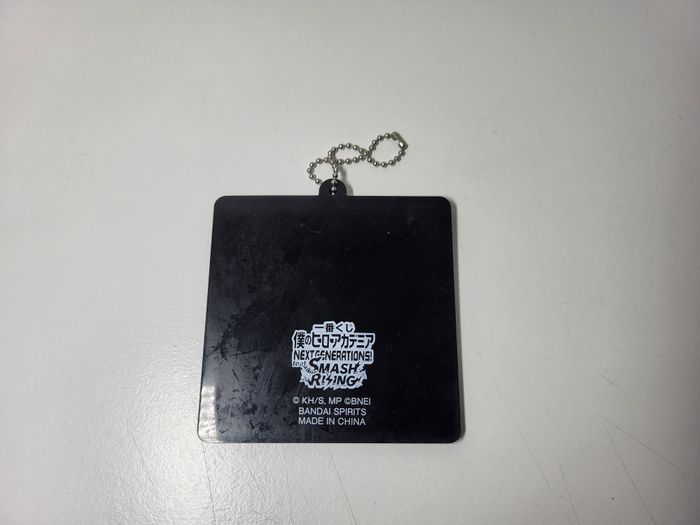 一番くじ
僕のヒーローアカデミア
NEXT GENERATIONS!
feat. SMASH
RISING
© KH/S, MP ©BNEI
BANDAI SPIRITS
MADE IN CHINA